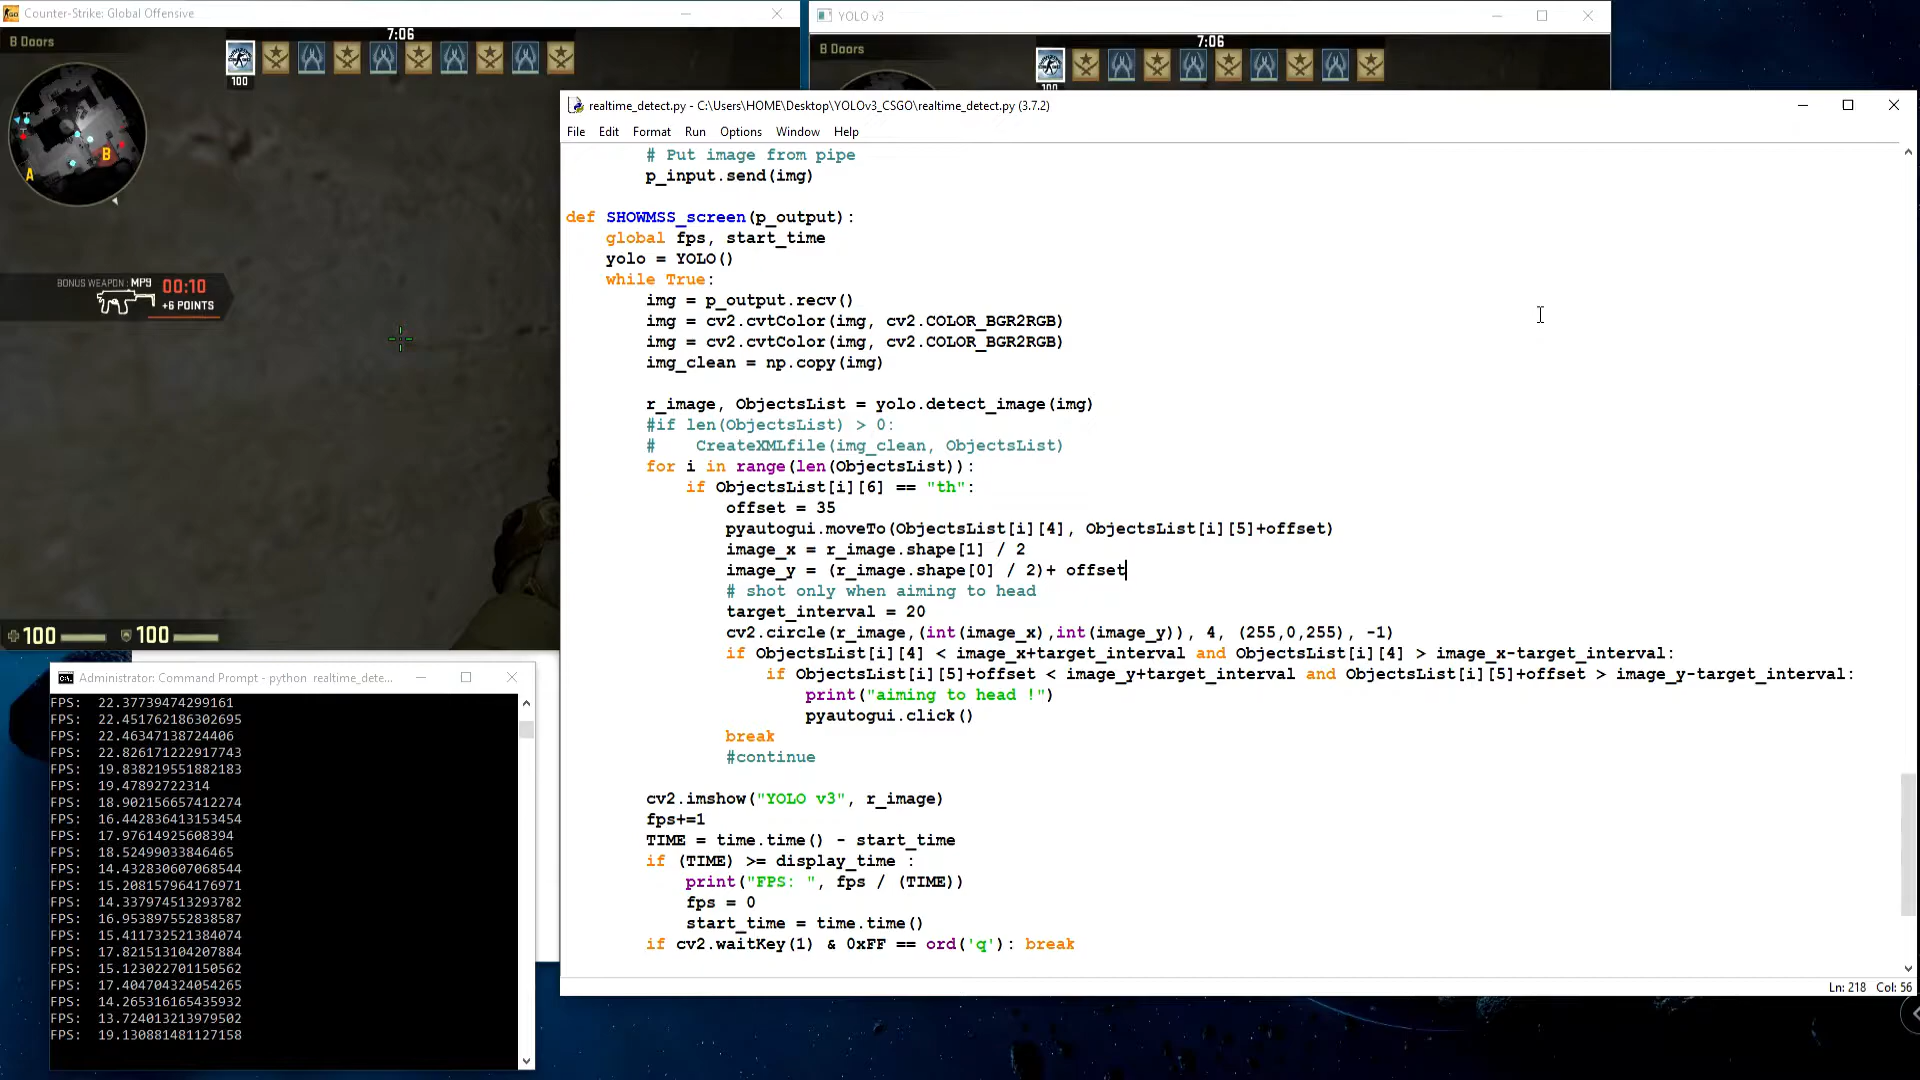 Counter-Strike: Global Offensive
B Doors
7:06
100
A
B
BONUS WEAPON: MP9
00:10
+6 POINTS
100
100
YOLO v3
B Doors
7:06
100
realtime_detect.py - C:\Users\HOME\Desktop\YOLOv3_CSGO\realtime_detect.py (3.7.2)
File Edit Format Run Options Window Help
# Put image from pipe
p_input.send(img)
def SHOWMSS_screen(p_output):
global fps, start_time
yolo = YOLO()
while True:
img = p_output.recv()
img = cv2.cvtColor(img, cv2.COLOR_BGR2RGB)
img = cv2.cvtColor(img, cv2.COLOR_BGR2RGB)
img_clean = np.copy(img)
r_image, ObjectsList = yolo.detect_image(img)
#if len(ObjectsList) > 0:
#    CreateXMLfile(img_clean, ObjectsList)
for i in range(len(ObjectsList)):
if ObjectsList[i][6] == "th":
offset = 35
pyautogui.moveTo(ObjectsList[i][4], ObjectsList[i][5]+offset)
image_x = r_image.shape[1] / 2
image_y = (r_image.shape[0] / 2)+ offset
# shot only when aiming to head
target_interval = 20
cv2.circle(r_image,(int(image_x),int(image_y)), 4, (255,0,255), -1)
if ObjectsList[i][4] < image_x+target_interval and ObjectsList[i][4] > image_x-target_interval:
if ObjectsList[i][5]+offset < image_y+target_interval and ObjectsList[i][5]+offset > image_y-target_interval:
print("aiming to head !")
pyautogui.click()
break
#continue
cv2.imshow("YOLO v3", r_image)
fps+=1
TIME = time.time() - start_time
if (TIME) >= display_time :
print("FPS: ", fps / (TIME))
fps = 0
start_time = time.time()
if cv2.waitKey(1) & 0xFF == ord('q'): break
Ln: 218 Col: 56
Administrator: Command Prompt - python  realtime_dete...
FPS:  22.37739474299161
FPS:  22.451762186302695
FPS:  22.46347138724406
FPS:  22.826171222917743
FPS:  19.838219551882183
FPS:  19.47892722314
FPS:  18.902156657412274
FPS:  16.442836413153454
FPS:  17.97614925608394
FPS:  18.52499033846465
FPS:  14.432830607068544
FPS:  15.208157964176971
FPS:  14.337974513293782
FPS:  16.953897552838587
FPS:  15.411732521384074
FPS:  17.821513104207884
FPS:  15.123022701150562
FPS:  17.404704324054265
FPS:  14.265316165435932
FPS:  13.724013213979502
FPS:  19.130881481127158